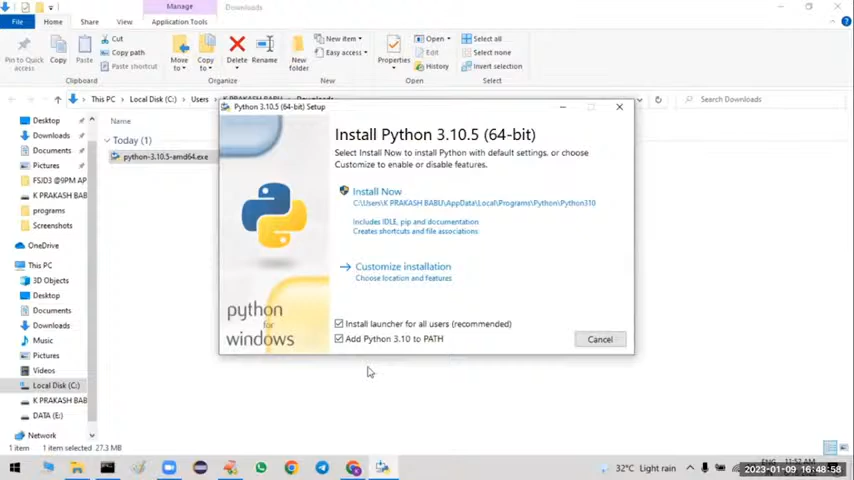 Manage
Downloads
File
Home
Share
View
Application Tools
Pin to Quick access
Copy
Paste
Cut
Copy path
Paste shortcut
Move to
Copy to
Delete
Rename
New folder
New item
Easy access
Properties
Open
Edit
History
Select all
Select none
Invert selection
Clipboard
Organize
New
Open
Select
This PC
Local Disk (C:)
Users
K PRAKASH BABU
Downloads
Search Downloads
Name
Today (1)
python-3.10.5-amd64.exe
Desktop
Downloads
Documents
Pictures
FSJD3 @9PM AP
K PRAKASH BABU
programs
Screenshots
OneDrive
This PC
3D Objects
Desktop
Documents
Downloads
Music
Pictures
Videos
Local Disk (C:)
K PRAKASH BABU
DATA (E:)
Network
Python 3.10.5 (64-bit) Setup
Install Python 3.10.5 (64-bit)
Select Install Now to install Python with default settings, or choose
Customize to enable or disable features.
Install Now
C:\Users\K PRAKASH BABU\AppData\Local\Programs\Python\Python310
Includes IDLE, pip and documentation
Creates shortcuts and file associations
Customize installation
Choose location and features
python
for
windows
Install launcher for all users (recommended)
Add Python 3.10 to PATH
Cancel
1 item
1 item selected
27.3 MB
32°C
Light rain
ENG
2023-01-09 16:48:58